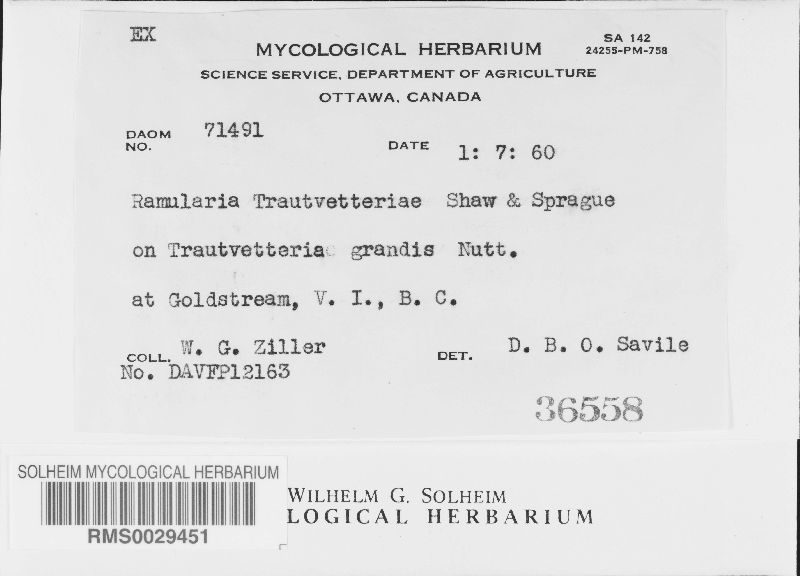 EX
SA 142
24255-PM-758
MYCOLOGICAL HERBARIUM
SCIENCE SERVICE, DEPARTMENT OF AGRICULTURE
OTTAWA, CANADA
DAOM NO. 71491
DATE 1: 7: 60
Ramularia Trautvetteriae Shaw & Sprague
on Trautvetteria grandis Nutt.
at Goldstream, V. I., B. C.
COLL. W. G. Ziller
DET. D. B. O. Savile
No. DAVFP12163
36558
SOLHEIM MYCOLOGICAL HERBARIUM
RMS0029451
WILHELM G. SOLHEIM
LOGICAL HERBARIUM